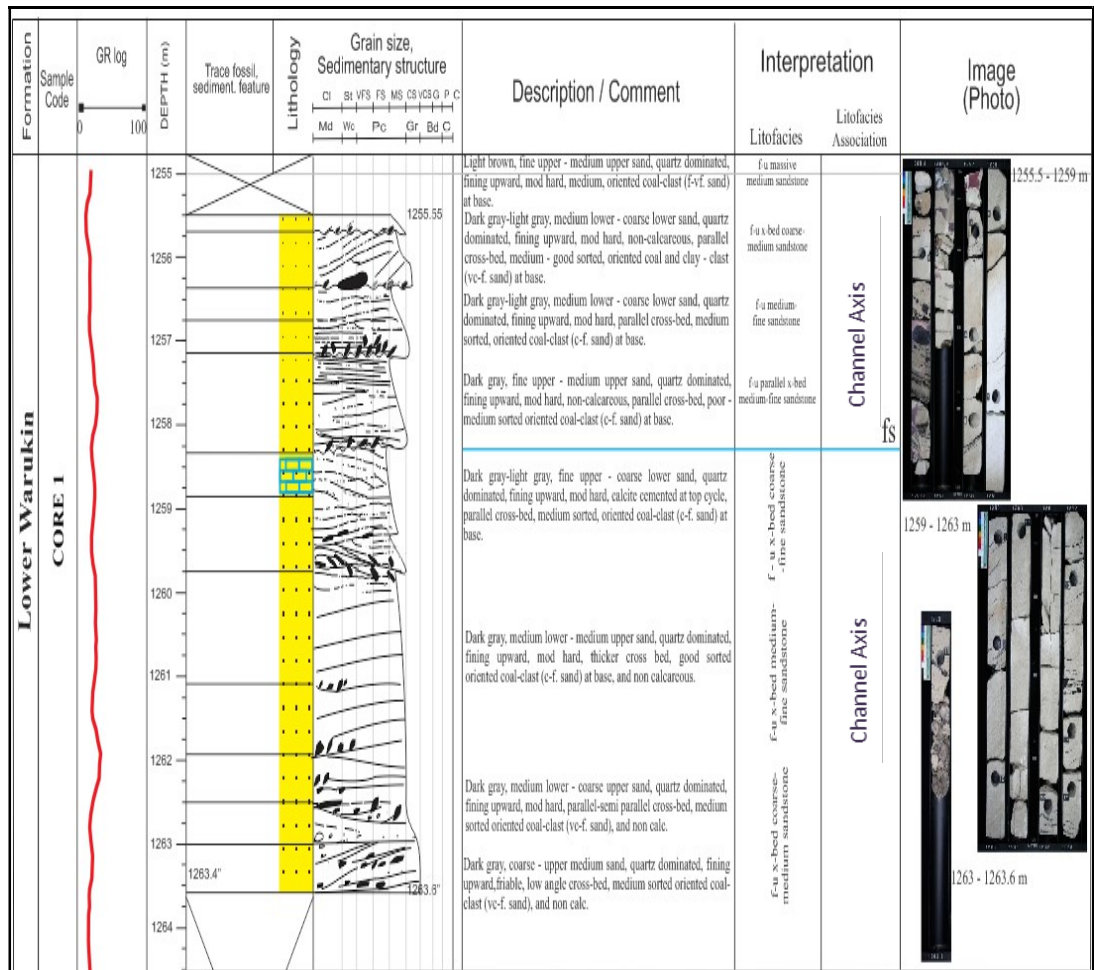 Formation
Sample
Code
GR log
0 100
DEPTH (m)
Trace fossil,
sediment. feature
Lithology
Grain size,
Sedimentary structure
Cl St VFS FS MS CS VCS G P C
Md Wc Pc Gr Bd C
Description / Comment
Interpretation
Litofacies
Litofacies
Association
Image
(Photo)
Lower Warukin
CORE 1
1255
1256
1257
1258
1259
1260
1261
1262
1263
1264
1263.4"
1255.55
1263.6"
Light brown, fine upper - medium upper sand, quartz dominated,
fining upward, mod hard, medium, oriented coal-clast (f-vf. sand)
at base.
Dark gray-light gray, medium lower - coarse lower sand, quartz
dominated, fining upward, mod hard, non-calcareous, parallel
cross-bed, medium - good sorted, oriented coal and clay - clast
(vc-f. sand) at base.
Dark gray-light gray, medium lower - coarse lower sand, quartz
dominated, fining upward, mod hard, parallel cross-bed, medium
sorted, oriented coal-clast (c-f. sand) at base.
Dark gray, fine upper - medium upper sand, quartz dominated,
fining upward, mod hard, non-calcareous, parallel cross-bed, poor -
medium sorted oriented coal-clast (c-f. sand) at base.
Dark gray-light gray, fine upper - coarse lower sand, quartz
dominated, fining upward, mod hard, calcite cemented at top cycle,
parallel cross-bed, medium sorted, oriented coal-clast (c-f. sand) at
base.
Dark gray, medium lower - medium upper sand, quartz dominated,
fining upward, mod hard, thicker cross bed, good sorted
oriented coal-clast (c-f. sand) at base, and non calcareous.
Dark gray, medium lower - coarse upper sand, quartz dominated,
fining upward, mod hard, parallel-semi parallel cross-bed, medium
sorted oriented coal-clast (vc-f. sand), and non calc.
Dark gray, coarse - upper medium sand, quartz dominated, fining
upward,friable, low angle cross-bed, medium sorted oriented coal-
clast (vc-f. sand), and non calc.
f-u massive
medium sandstone
f-u x-bed coarse-
medium sandstone
f-u medium-
fine sandstone
f-u parallel x-bed
medium-fine sandstone
f - u x-bed coarse
-fine sandstone
f-u x-bed medium-
fine sandstone
f-u x-bed coarse-
medium sandstone
Channel Axis
fs
Channel Axis
1255.5 - 1259 m
1259 - 1263 m
1263 - 1263.6 m